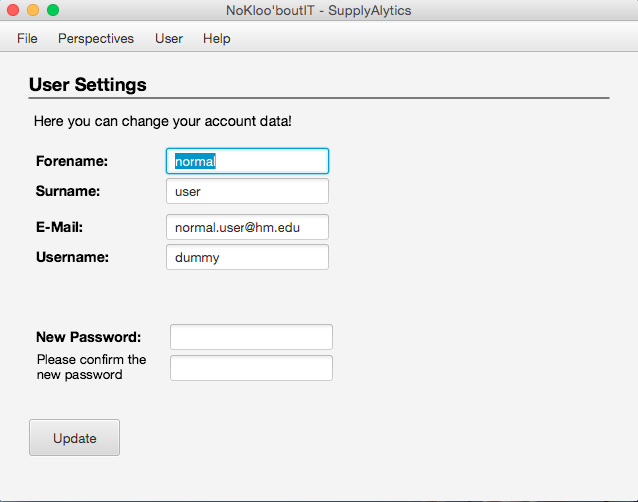 NoKloo'boutIT - SupplyAlytics
File Perspectives User Help
User Settings
Here you can change your account data!
Forename: normal
Surname: user
E-Mail: normal.user@hm.edu
Username: dummy
New Password:
Please confirm the
new password
Update